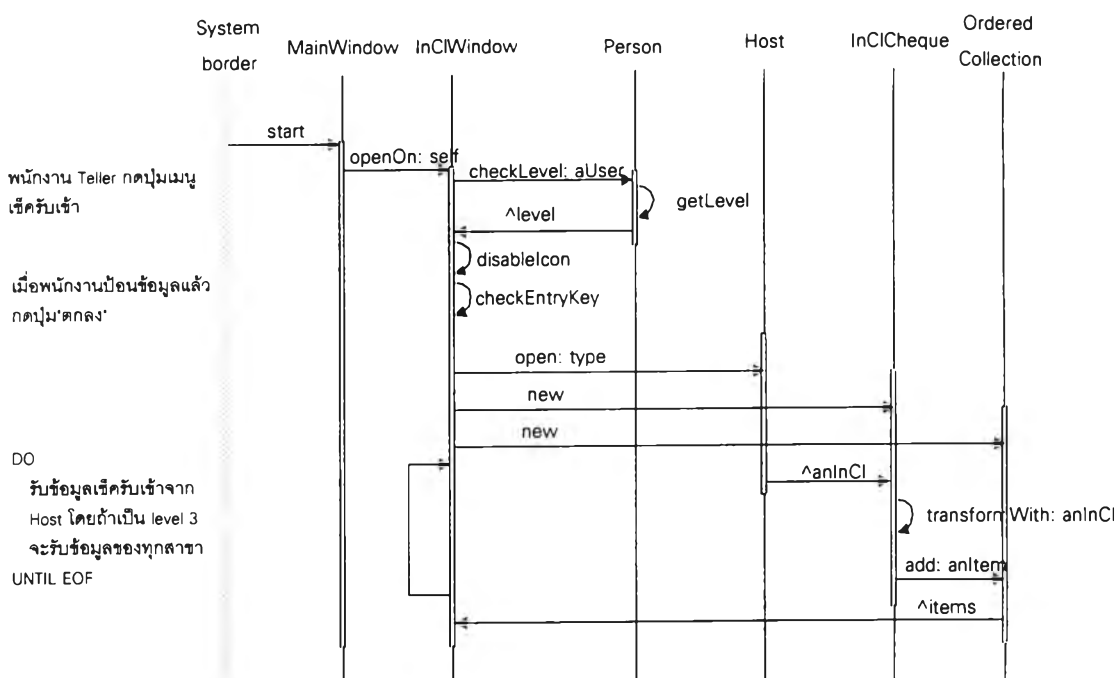 System
border
MainWindow
InClWindow
Person
Host
InClCheque
Ordered
Collection
start
openOn: self
พนักงาน Teller กดปุ่มเมนู
เช็ครับเข้า
checkLevel: aUser
getLevel
^level
disableIcon
เมื่อพนักงานป้อนข้อมูลแล้ว
กดปุ่ม"ตกลง"
checkEntryKey
open: type
new
new
DO
รับข้อมูลเช็ครับเข้าจาก
Host โดยถ้าเป็น level 3
จะรับข้อมูลของทุกสาขา
UNTIL EOF
^anInCl
transformWith: anInCl
add: anItem
^items